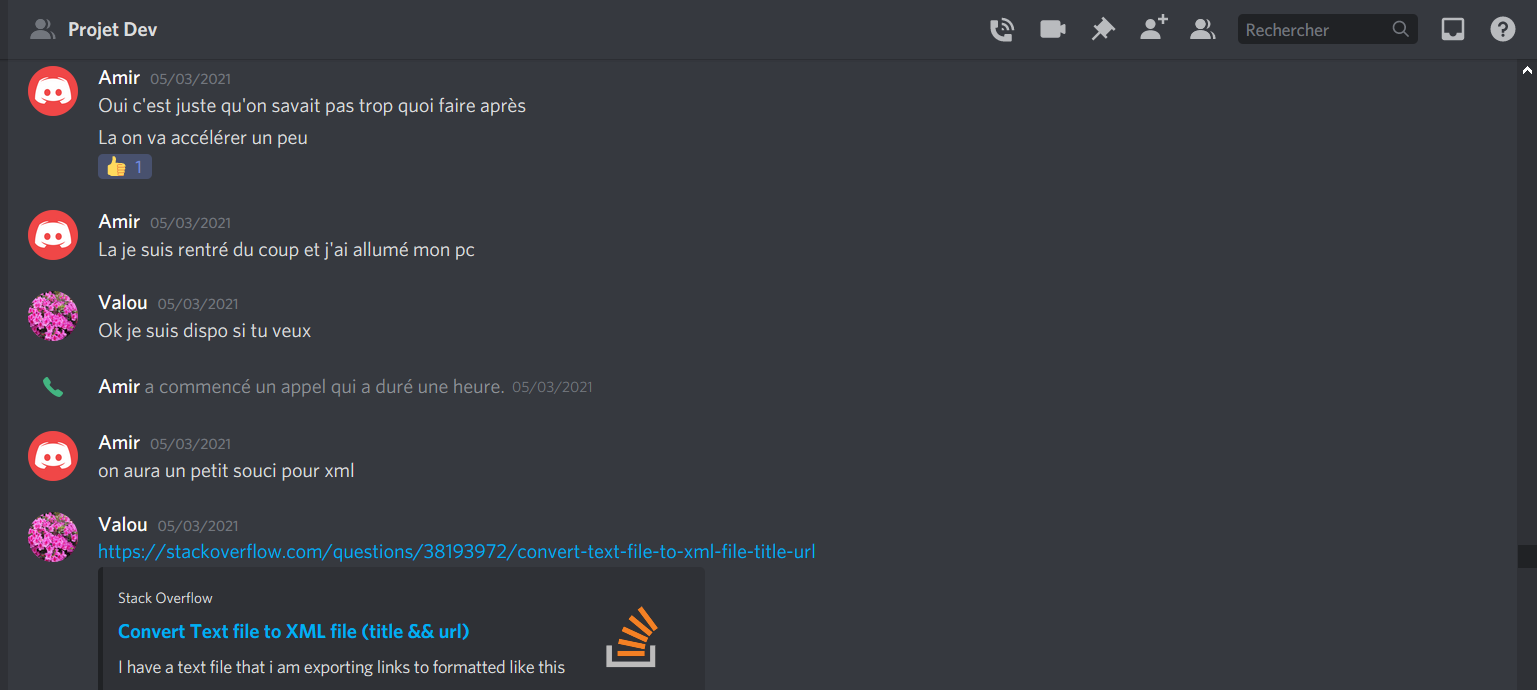 Projet Dev
Rechercher
Amir 05/03/2021
Oui c'est juste qu'on savait pas trop quoi faire après
La on va accélérer un peu
👍 1
Amir 05/03/2021
La je suis rentré du coup et j'ai allumé mon pc
Valou 05/03/2021
Ok je suis dispo si tu veux
Amir a commencé un appel qui a duré une heure. 05/03/2021
Amir 05/03/2021
on aura un petit souci pour xml
Valou 05/03/2021
https://stackoverflow.com/questions/38193972/convert-text-file-to-xml-file-title-url
Stack Overflow
Convert Text file to XML file (title && url)
I have a text file that i am exporting links to formatted like this